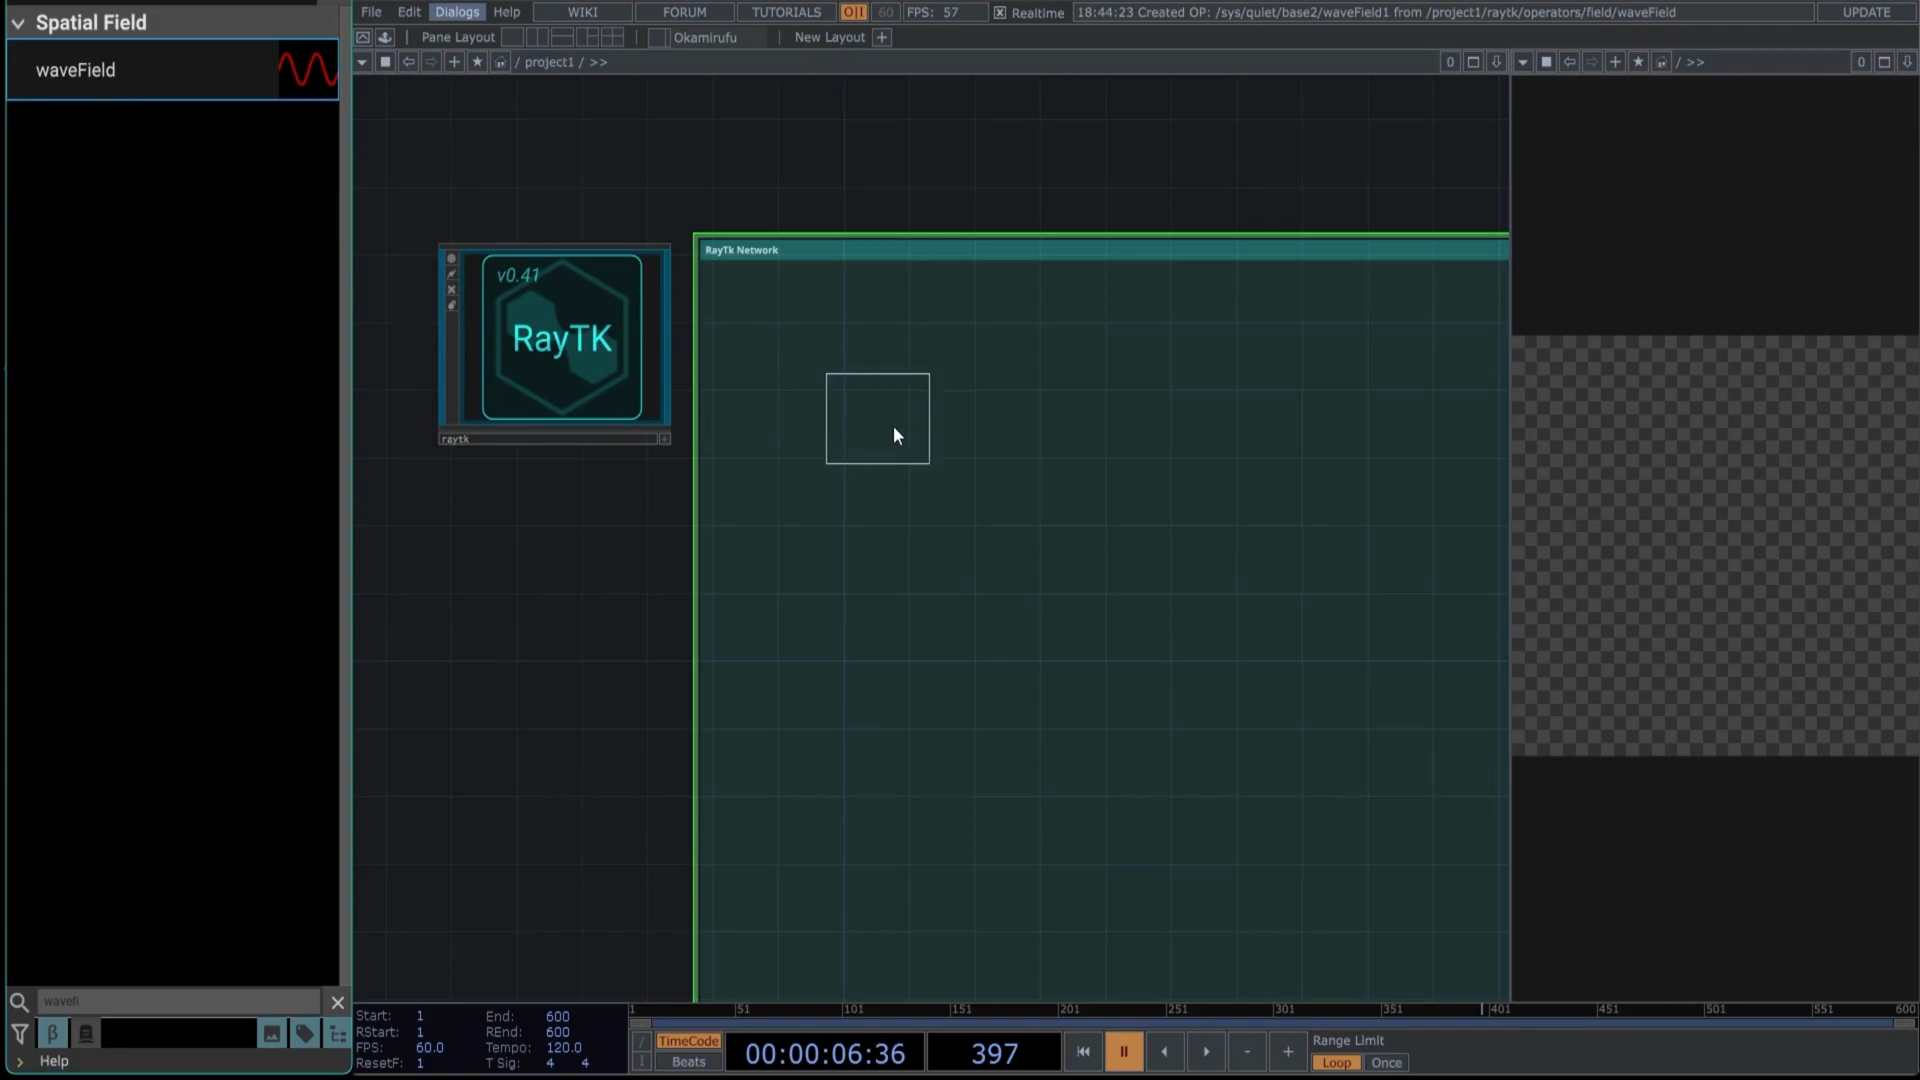 Spatial Field
waveField
wavefi
β
Help
File Edit Dialogs Help WIKI FORUM TUTORIALS O|I 60 FPS: 57 Realtime 18:44:23 Created OP: /sys/quiet/base2/waveField1 from /project1/raytk/operators/field/waveField UPDATE
Pane Layout Okamirufu New Layout +
/ project1 / >> 0
/ >> 0
RayTk Network
v0.41
RayTK
raytk
Start: 1 End: 600
RStart: 1 REnd: 600
FPS: 60.0 Tempo: 120.0
ResetF: 1 T Sig: 4 4
1 51 101 151 201 251 301 351 401 451 501 551 600
TimeCode
Beats
00:00:06:36
397
- +
Range Limit
Loop Once